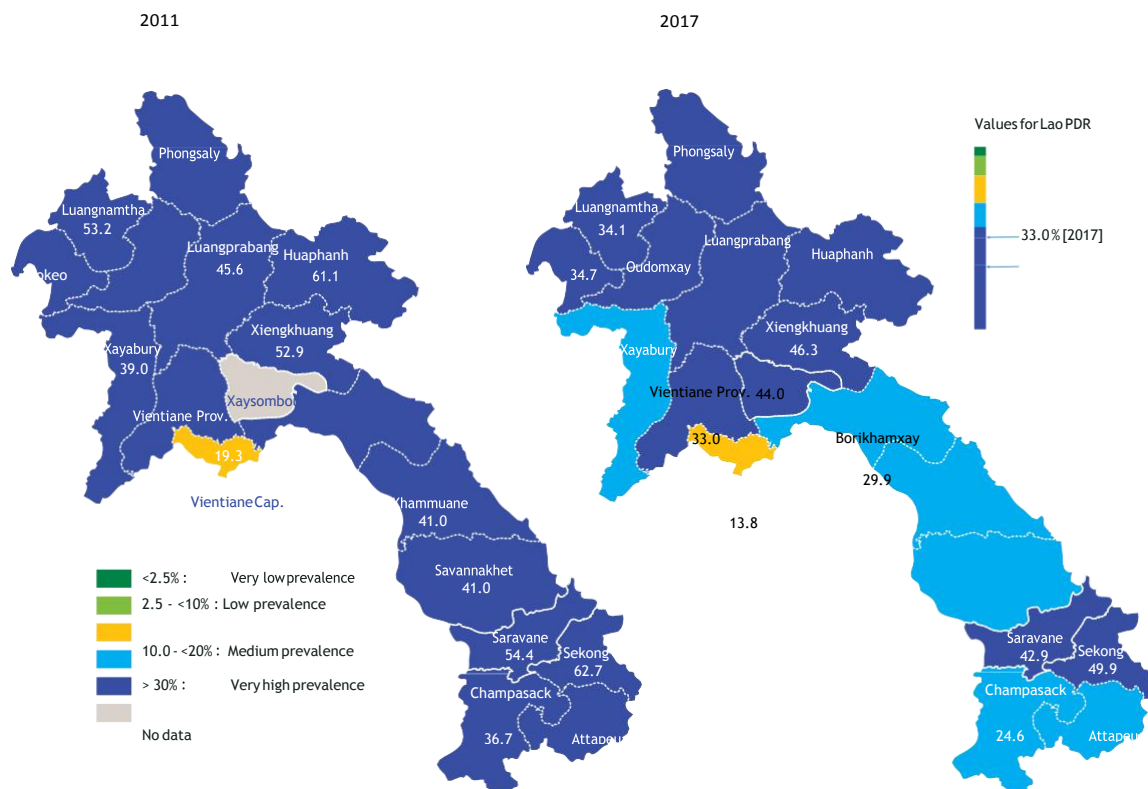 2011
2017
Values for Lao PDR
33.0% [2017]
Phongsaly
Luangnamtha
53.2
okeo
Luangprabang
45.6
Huaphanh
61.1
Xayabury
39.0
Xiengkhuang
52.9
Xaysombo
Vientiane Prov.
19.3
Vientiane Cap.
Khammuane
41.0
Savannakhet
41.0
Saravane
54.4
Sekong
62.7
Champasack
36.7
Attapeu
Phongsaly
Luangnamtha
34.1
34.7
Oudomxay
Luangprabang
Huaphanh
Xiengkhuang
46.3
Xayabury
Vientiane Prov.
44.0
33.0
Borikhamxay
29.9
13.8
Saravane
42.9
Sekong
49.9
Champasack
24.6
Attapeu
<2.5% : Very low prevalence
2.5 - <10% : Low prevalence
10.0 - <20% : Medium prevalence
> 30% : Very high prevalence
No data